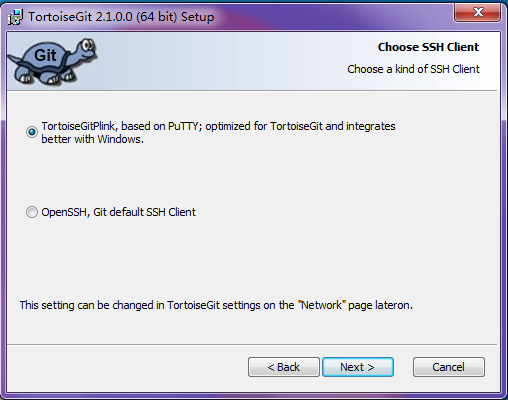 TortoiseGit 2.1.0.0 (64 bit) Setup
Git
Choose SSH Client
Choose a kind of SSH Client
TortoiseGitPlink, based on PuTTY; optimized for TortoiseGit and integrates
better with Windows.
OpenSSH, Git default SSH Client
This setting can be changed in TortoiseGit settings on the "Network" page lateron.
< Back
Next >
Cancel